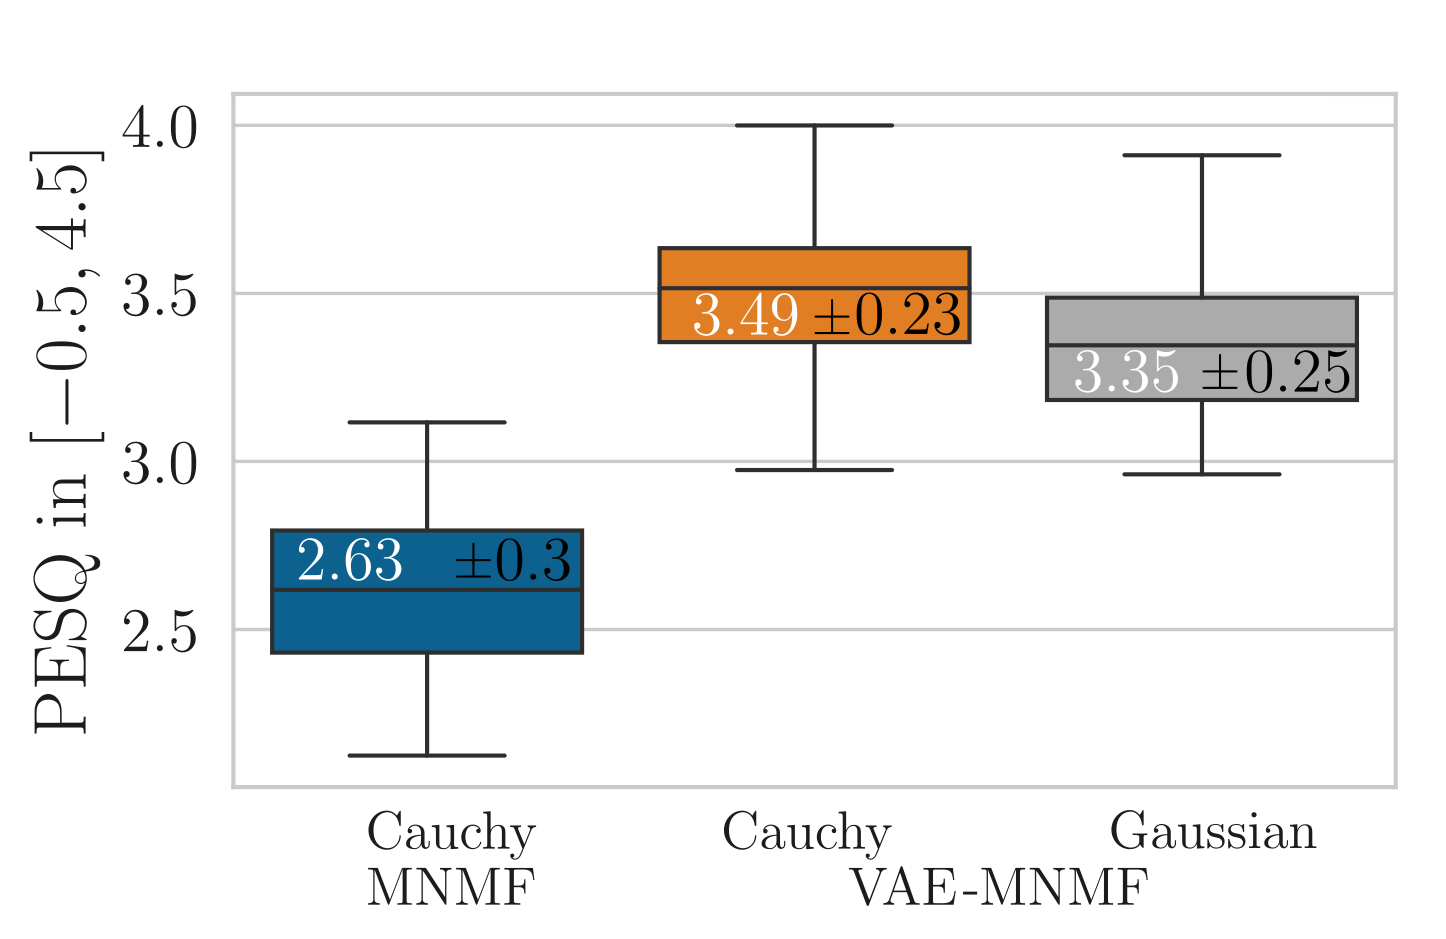 PESQ in [−0.5, 4.5]
4.0
3.5
3.0
2.5
2.63 ±0.3
3.49 ±0.23
3.35 ±0.25
Cauchy Cauchy Gaussian
MNMF VAE-MNMF